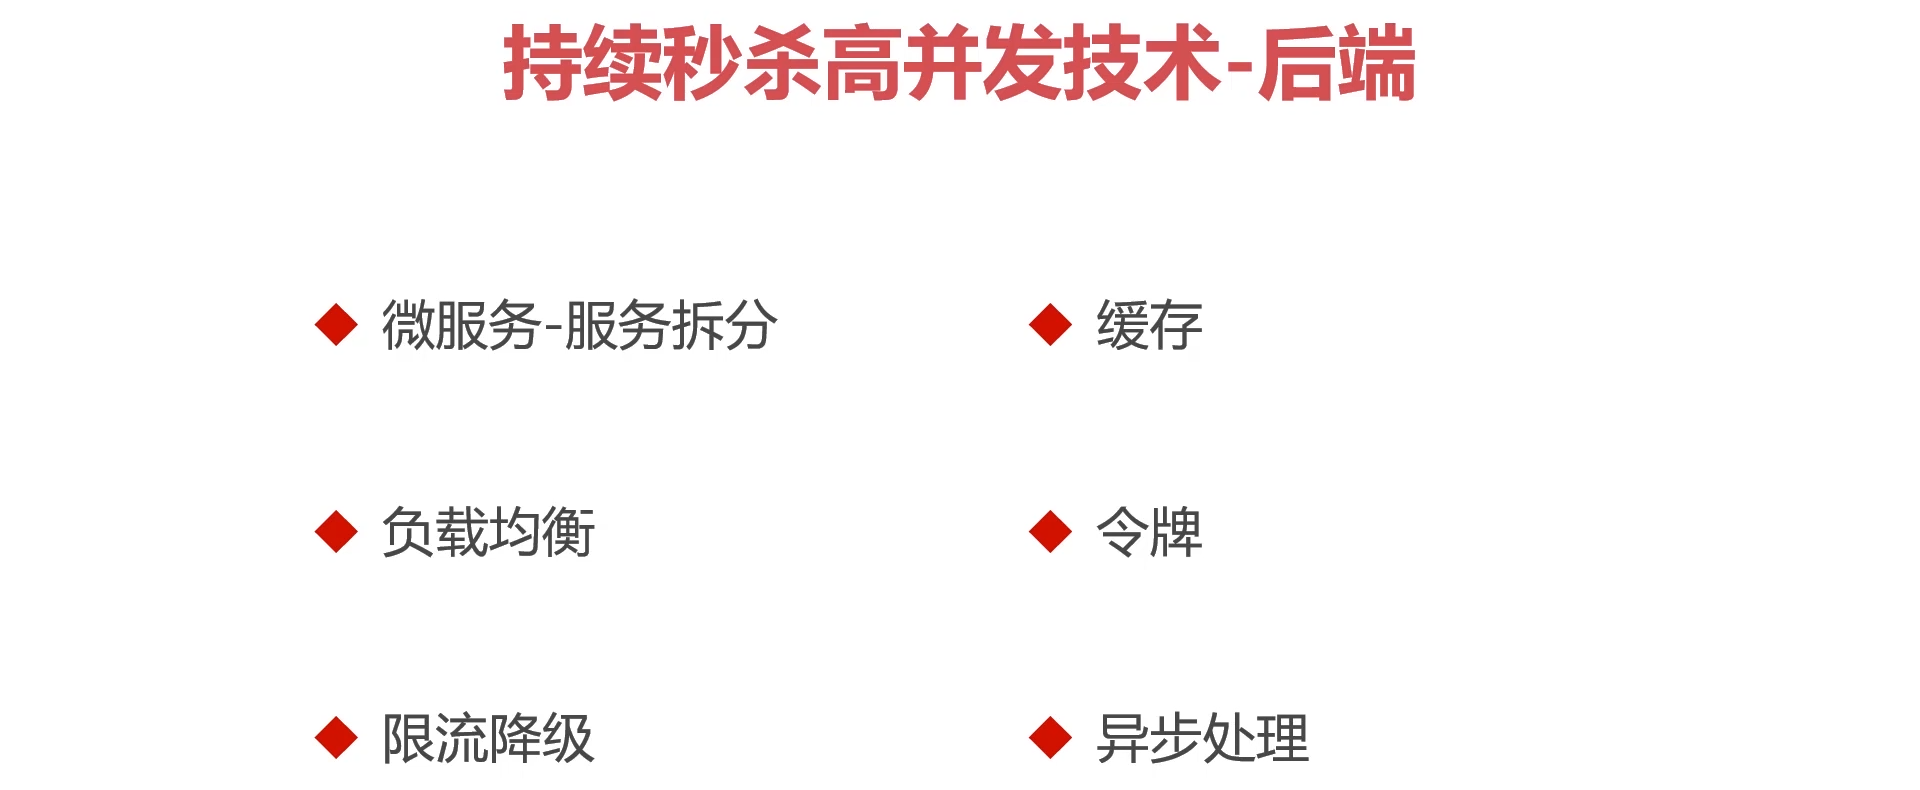 持续秒杀高并发技术-后端
微服务-服务拆分
缓存
负载均衡
令牌
限流降级
异步处理